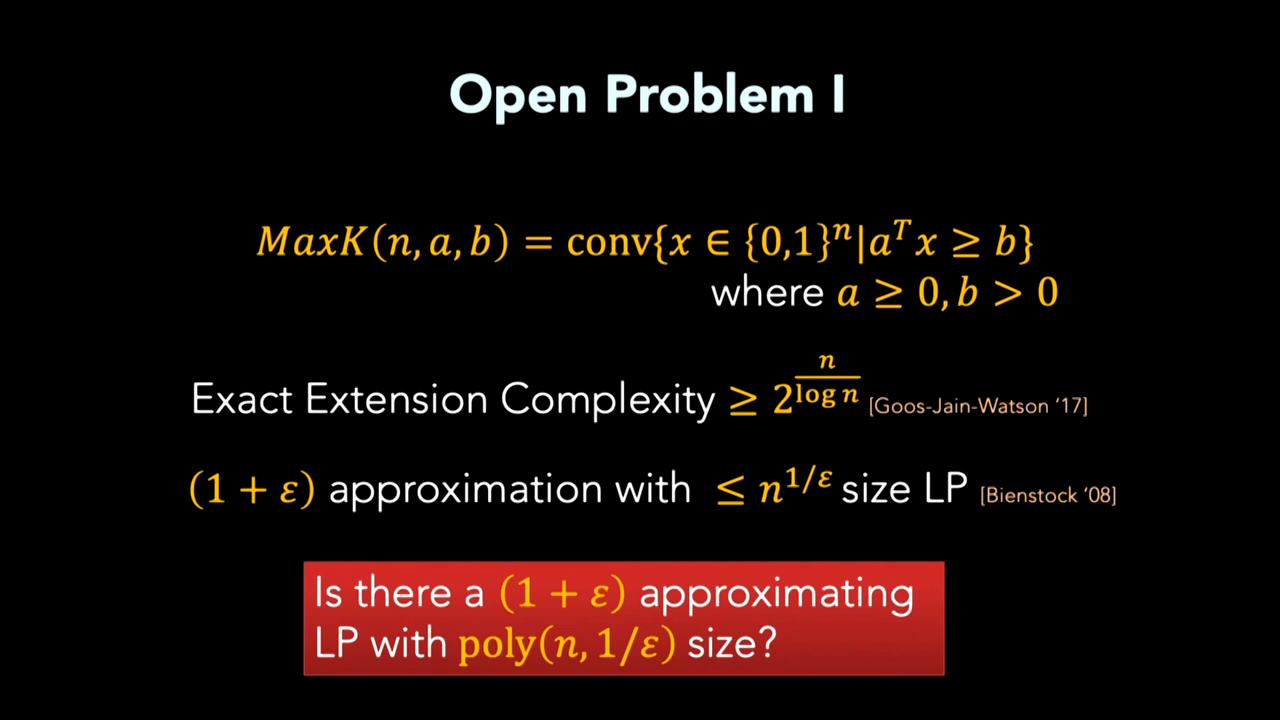 Open Problem I
MaxK(n, a, b) = conv{x ∈ {0,1}ⁿ|aᵀx ≥ b}
where a ≥ 0, b > 0
Exact Extension Complexity ≥ 2^(n/log n) [Goos-Jain-Watson ‘17]
(1 + ε) approximation with ≤ n^(1/ε) size LP [Bienstock ‘08]
Is there a (1 + ε) approximating
LP with poly(n, 1/ε) size?